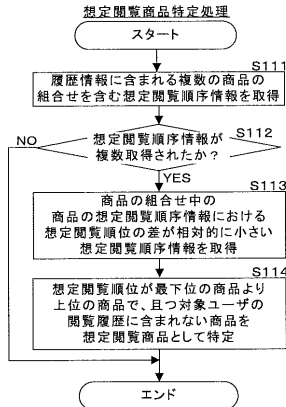 想定閲覧商品特定処理
スタート
S111
履歴情報に含まれる複数の商品の
組合せを含む想定閲覧順序情報を取得
S112
NO
想定閲覧順序情報が
複数取得されたか?
YES
S113
商品の組合せ中の
商品の想定閲覧順序情報における
想定閲覧順位の差が相対的に小さい
想定閲覧順序情報を取得
S114
想定閲覧順位が最下位の商品より
上位の商品で、且つ対象ユーザの
閲覧履歴に含まれない商品を
想定閲覧商品として特定
エンド